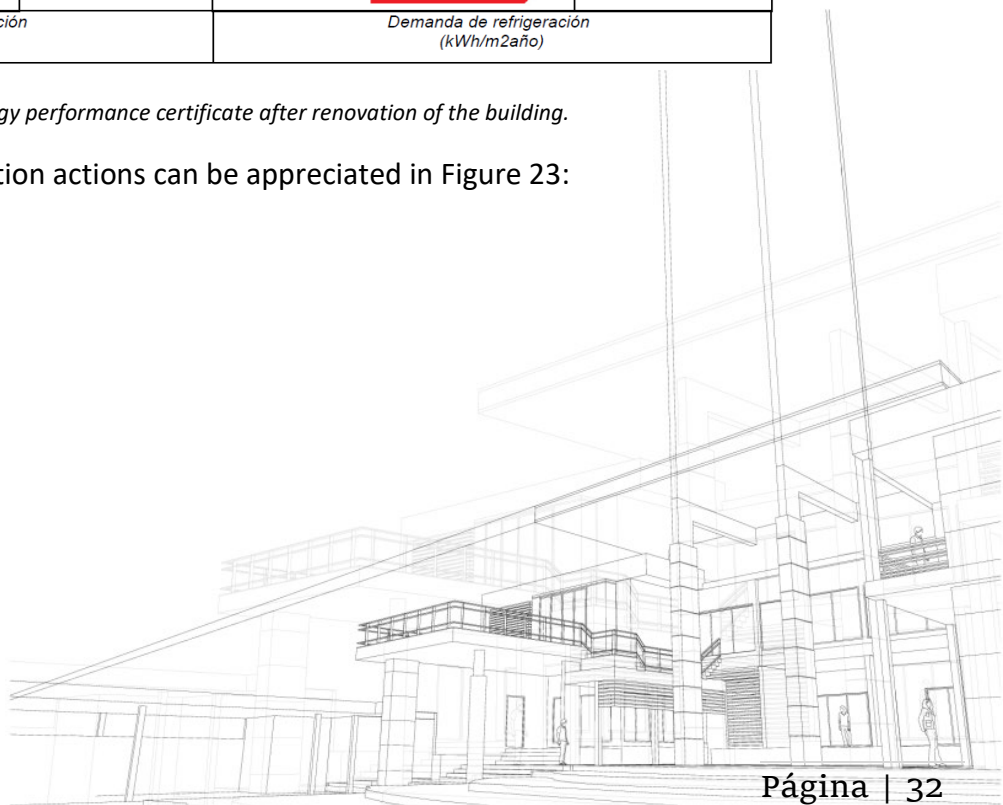 ción
Demanda de refrigeración
(kWh/m2año)
gy performance certificate after renovation of the building.
tion actions can be appreciated in Figure 23:
Página | 32